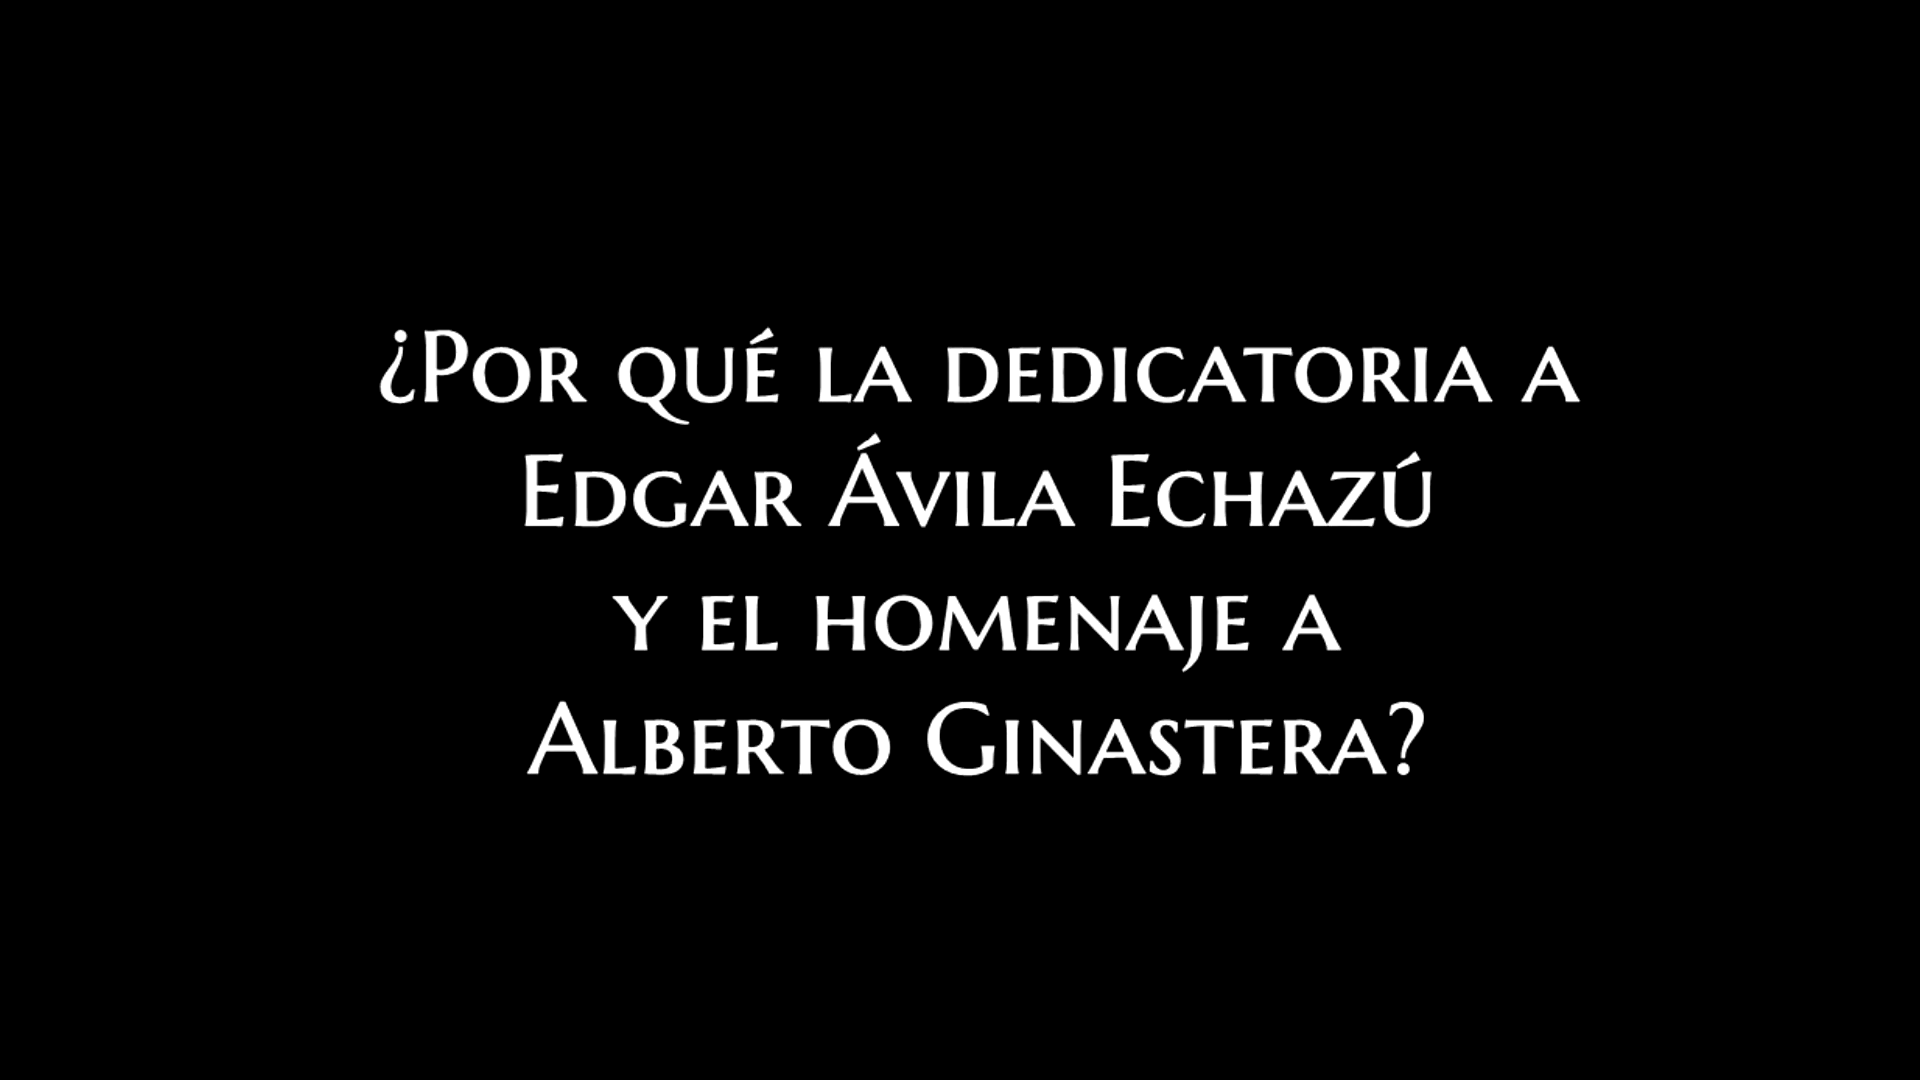 ¿Por qué la dedicatoria a
Edgar Ávila Echazú
y el homenaje a
Alberto Ginastera?